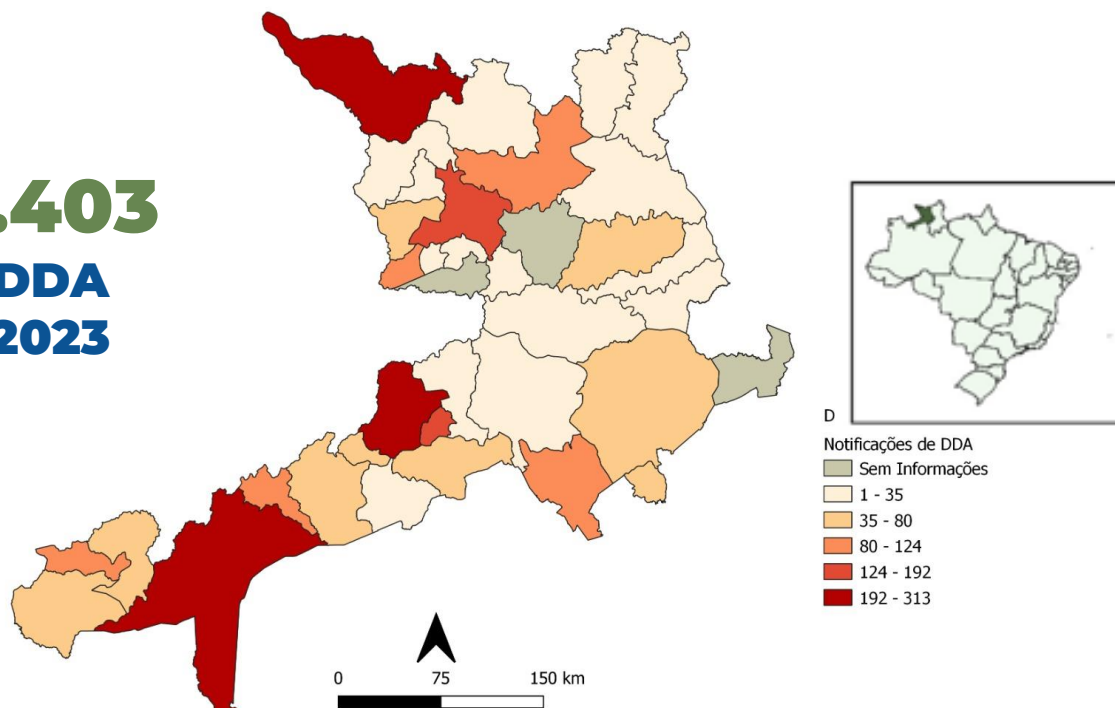 .403
DDA
2023
D
Notificações de DDA
Sem Informações
1 - 35
35 - 80
80 - 124
124 - 192
192 - 313
0 75 150 km